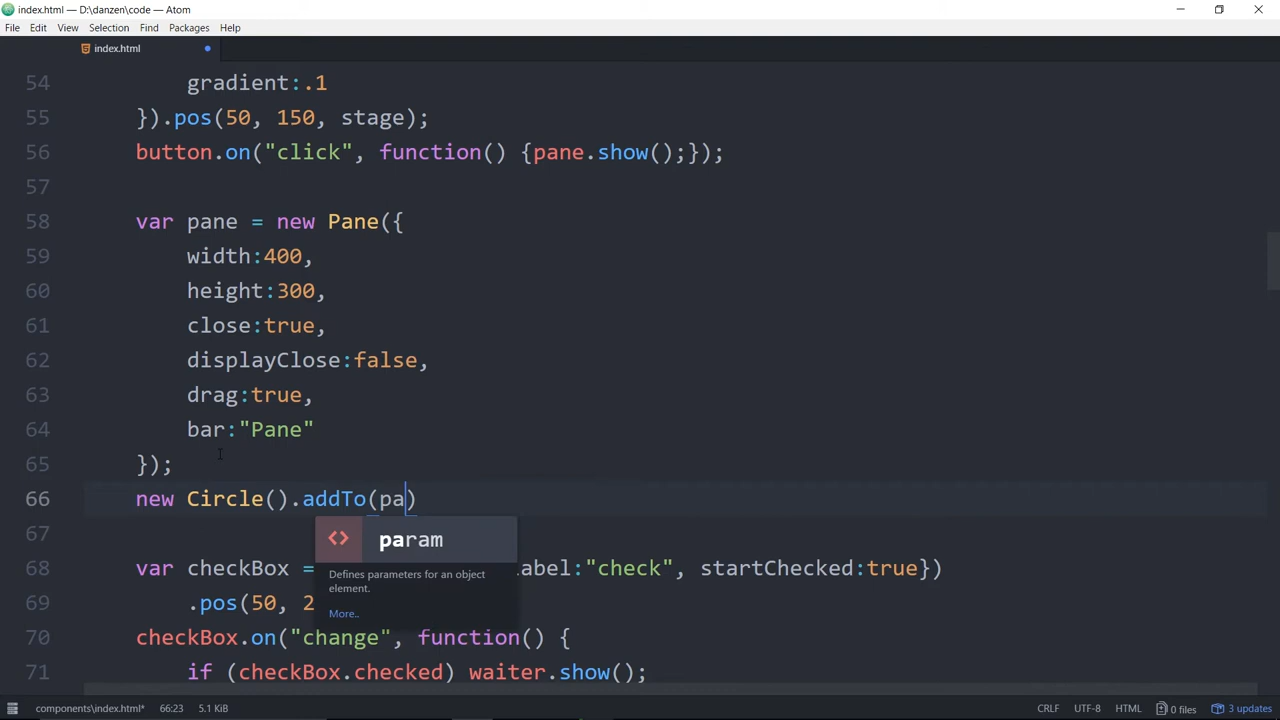 index.html — D:\danzen\code — Atom
File Edit View Selection Find Packages Help
index.html
54 gradient:.1
55 }).pos(50, 150, stage);
56 button.on("click", function() {pane.show();});
57
58 var pane = new Pane({
59 width:400,
60 height:300,
61 close:true,
62 displayClose:false,
63 drag:true,
64 bar:"Pane"
65 });
66 new Circle().addTo(pa)
67
<> param
Defines parameters for an object
element.
More..
68 var checkBox = abel:"check", startChecked:true})
69 .pos(50, 2
70 checkBox.on("change", function() {
71 if (checkBox.checked) waiter.show();
components\index.html* 66:23 5.1 KiB CRLF UTF-8 HTML 0 files 3 updates